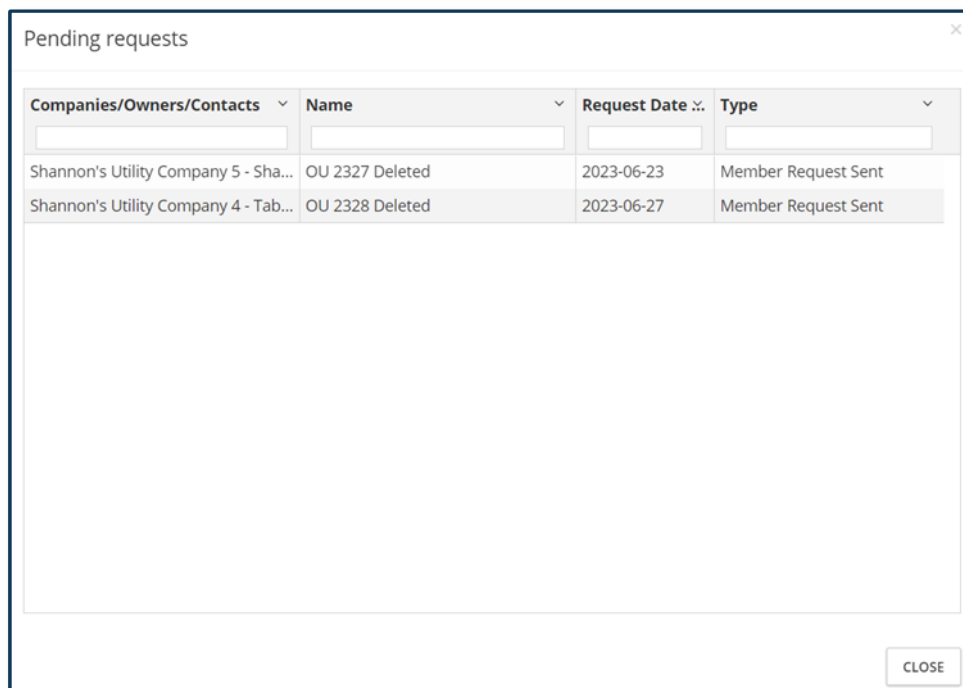 Pending requests
Companies/Owners/Contacts Name Request Date ... Type
Shannon's Utility Company 5 - Sha... OU 2327 Deleted 2023-06-23 Member Request Sent
Shannon's Utility Company 4 - Tab... OU 2328 Deleted 2023-06-27 Member Request Sent
CLOSE